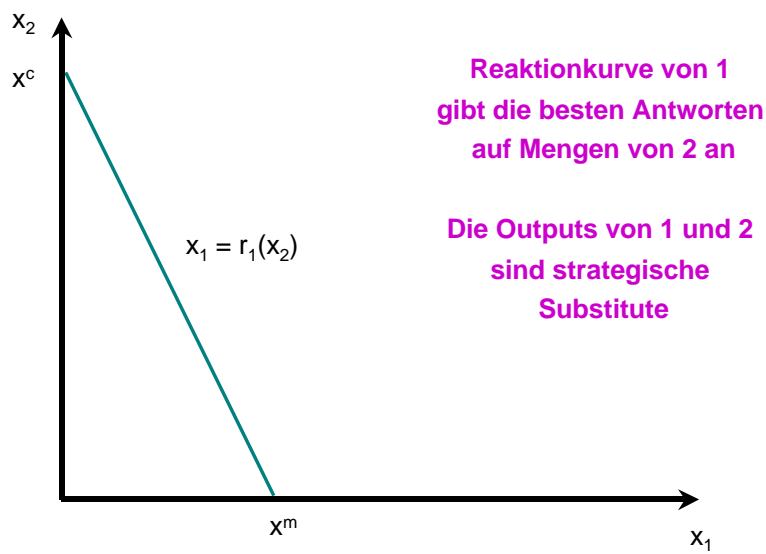 x₂
xᶜ
Reaktionkurve von 1
gibt die besten Antworten
auf Mengen von 2 an
Die Outputs von 1 und 2
sind strategische
Substitute
x₁ = r₁(x₂)
xᵐ
x₁